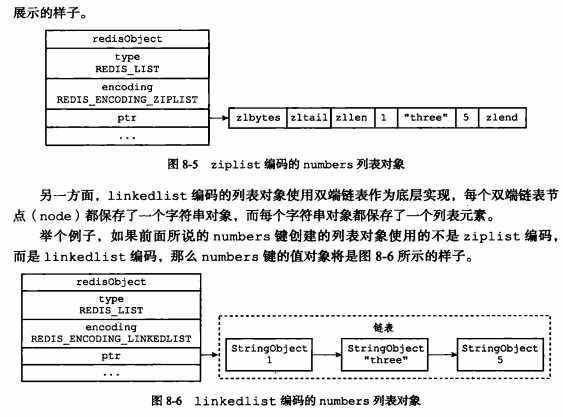 展示的样子。
redisObject
type
REDIS_LIST
encoding
REDIS_ENCODING_ZIPLIST
ptr
...
zlbytes zltail zllen 1 "three" 5 zlend
图 8-5 ziplist 编码的 numbers 列表对象
另一方面，linkedlist 编码的列表对象使用双端链表作为底层实现，每个双端链表节
点（node）都保存了一个字符串对象，而每个字符串对象都保存了一个列表元素。
举个例子，如果前面所说的 numbers 键创建的列表对象使用的不是 ziplist 编码，
而是 linkedlist 编码，那么 numbers 键的值对象将是图 8-6 所示的样子。
redisObject
type
REDIS_LIST
encoding
REDIS_ENCODING_LINKEDLIST
ptr
...
链表
StringObject
1
StringObject
"three"
StringObject
5
图 8-6 linkedlist 编码的 numbers 列表对象